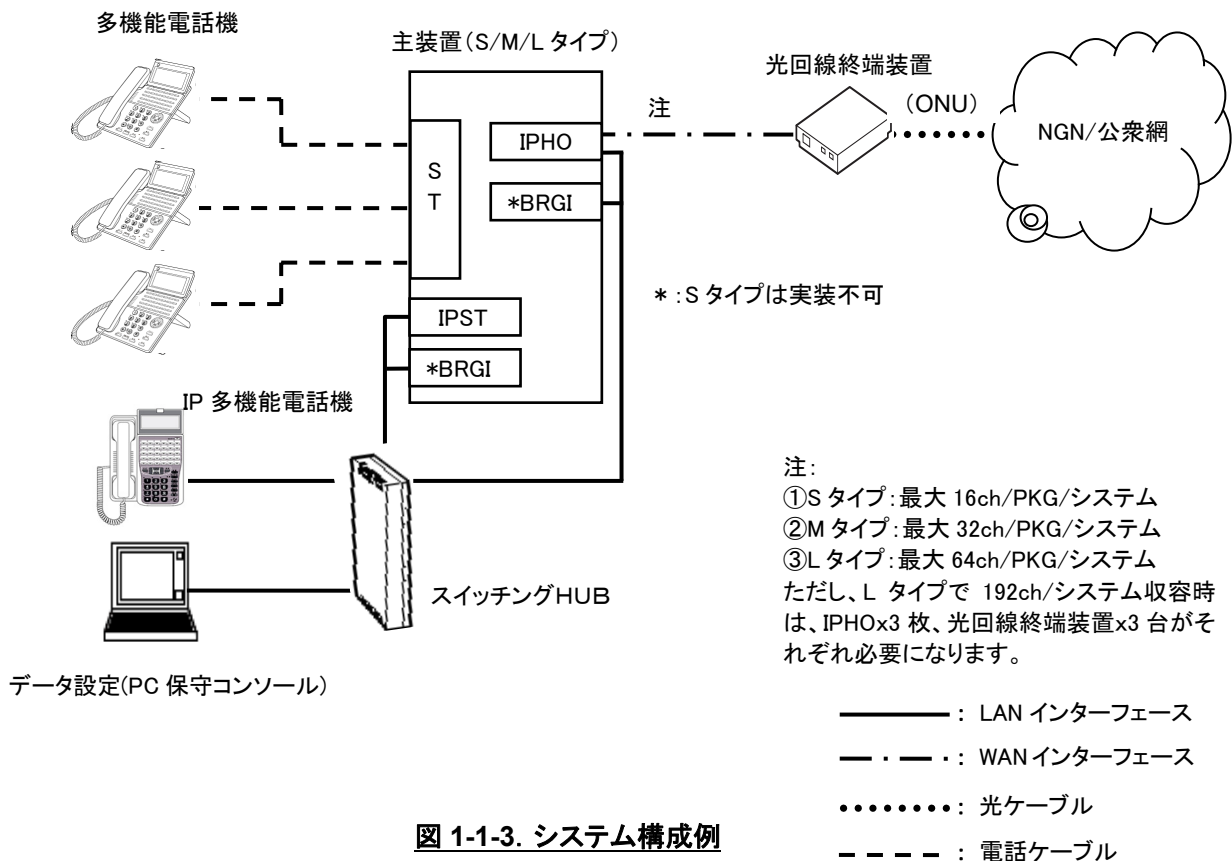 多機能電話機
主装置(S/M/L タイプ)
光回線終端装置
(ONU)
注
NGN/公衆網
S
T
IPHO
*BRGI
* :S タイプは実装不可
IPST
*BRGI
IP 多機能電話機
スイッチングHUB
データ設定(PC 保守コンソール)
注:
①S タイプ:最大 16ch/PKG/システム
②M タイプ:最大 32ch/PKG/システム
③L タイプ:最大 64ch/PKG/システム
ただし、L タイプで 192ch/システム収容時
は、IPHOx3 枚、光回線終端装置x3 台がそ
れぞれ必要になります。
: LAN インターフェース
: WAN インターフェース
: 光ケーブル
: 電話ケーブル
図 1-1-3. システム構成例